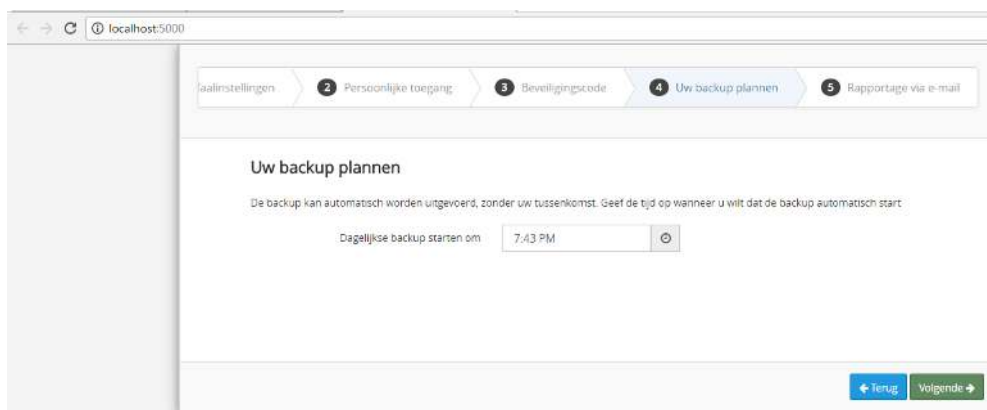 localhost:5000
aalinstellingen
2 Persoonlijke toegang
3 Beveiligingscode
4 Uw backup plannen
5 Rapportage via e-mail
Uw backup plannen
De backup kan automatisch worden uitgevoerd, zonder uw tussenkomst. Geef de tijd op wanneer u wilt dat de backup automatisch start
Dagelijkse backup starten om
7:43 PM
Terug
Volgende